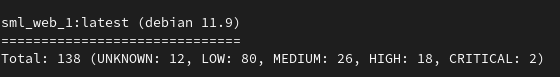 sml_web_1:latest (debian 11.9)
==============================
Total: 138 (UNKNOWN: 12, LOW: 80, MEDIUM: 26, HIGH: 18, CRITICAL: 2)